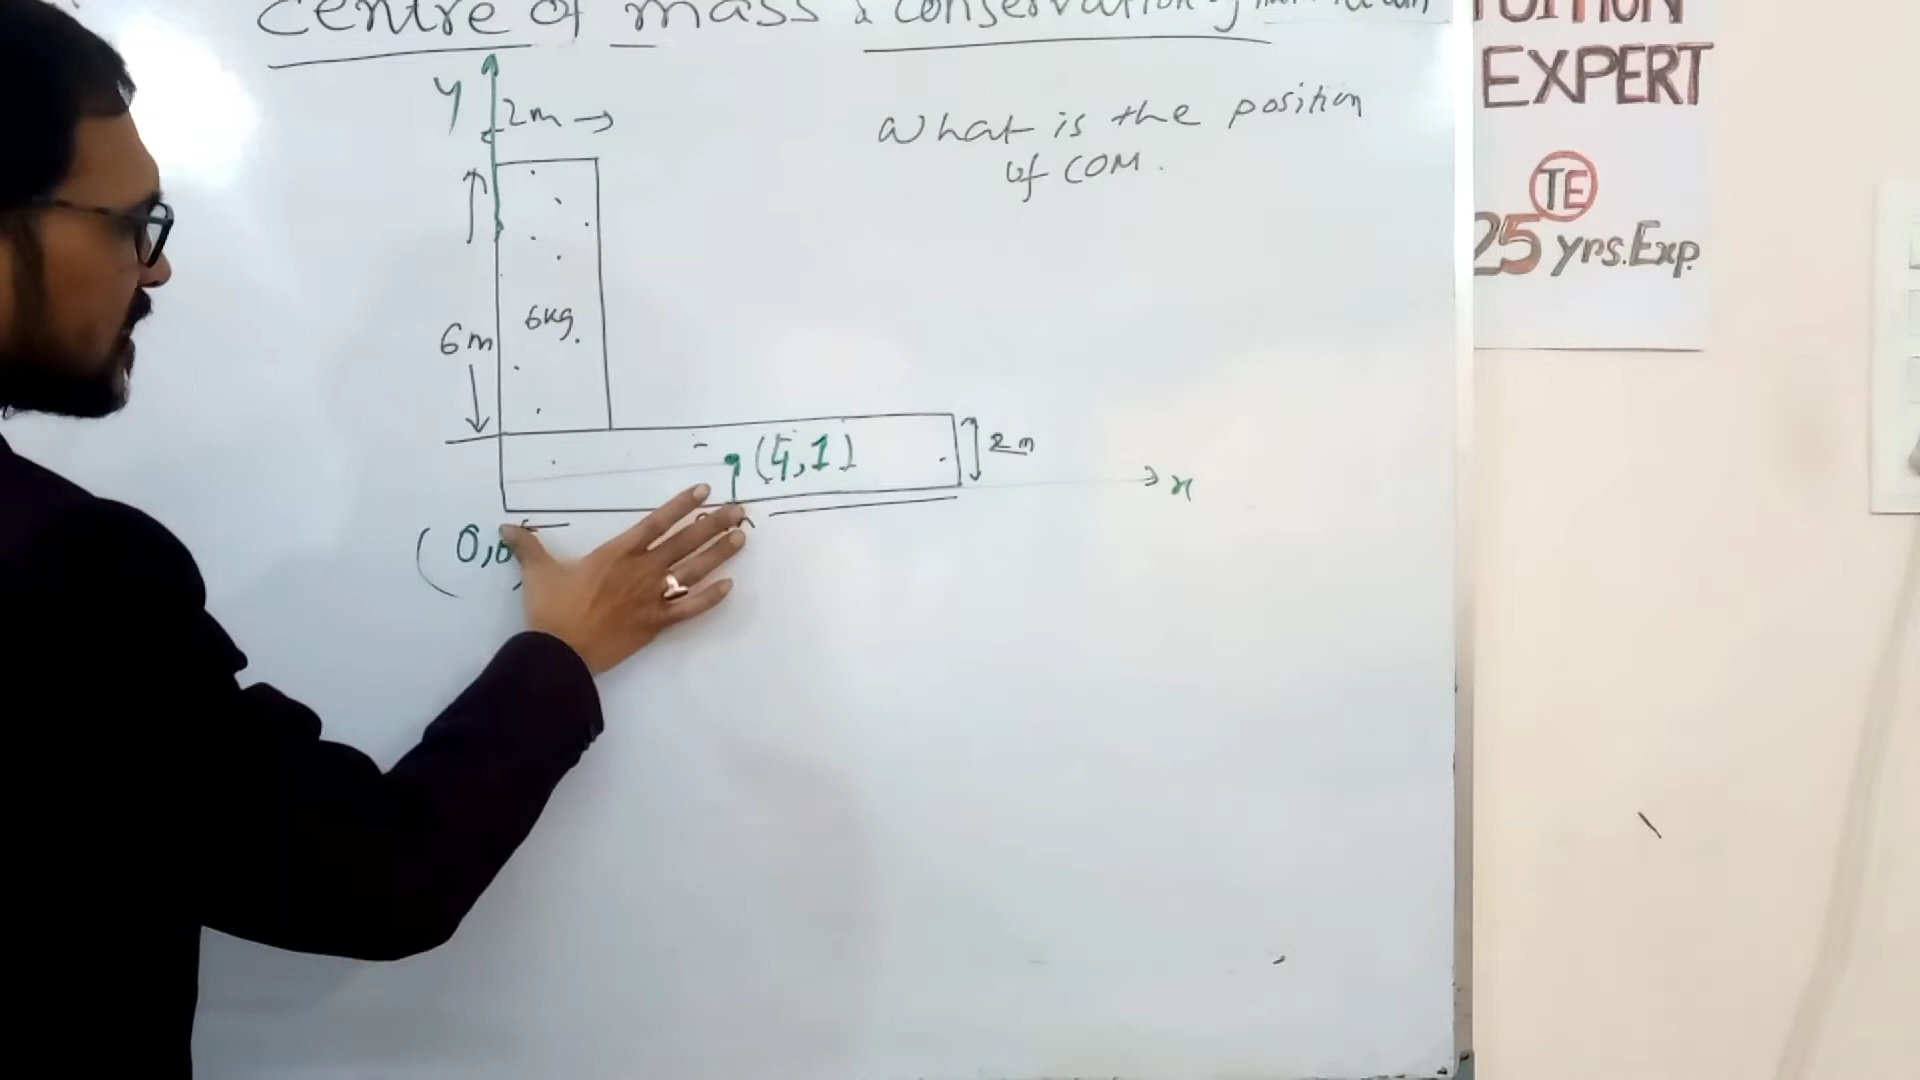 Centre of mass & conservation of
Y
2m
What is the position
of COM.
6m
6kg
(4,1)
2m
x
(0,0
TUITION
EXPERT
TE
25 yrs. Exp.